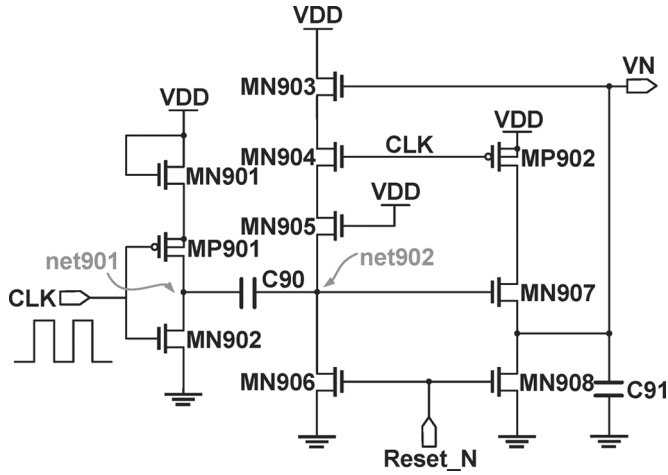 VDD
MN903
VN
VDD
VDD
MN904
CLK
MP902
MN901
VDD
MN905
MP901
net901
net902
C90
CLK
MN907
MN902
MN906
MN908
C91
Reset_N